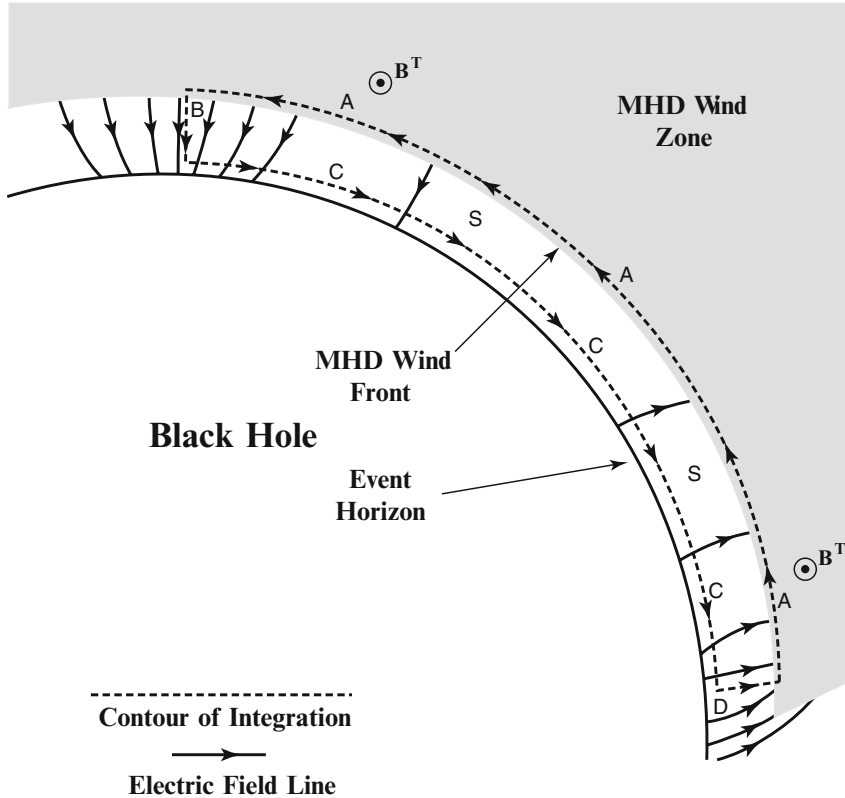 B^T
A
B
MHD Wind
Zone
C
S
A
C
MHD Wind
Front
Black Hole
Event
Horizon
S
B^T
C
A
D
Contour of Integration
Electric Field Line